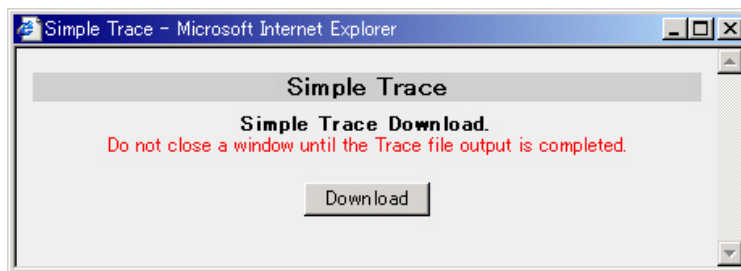 Simple Trace - Microsoft Internet Explorer
Simple Trace
Simple Trace Download.
Do not close a window until the Trace file output is completed.
Download